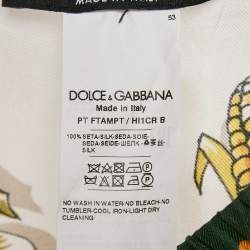 MADE IN ITALY
53
DOLCE & GABBANA
Made in Italy
PT FTAMPT / HI1CR B
100% SETA-SILK-SEDA-SOIE-
SEDA-SEIDE-ШЕЛК-
-SILK
NO WASH IN WATER-NO BLEACH-NO
TUMBLER-COOL IRON-LIGHT DRY
CLEANING